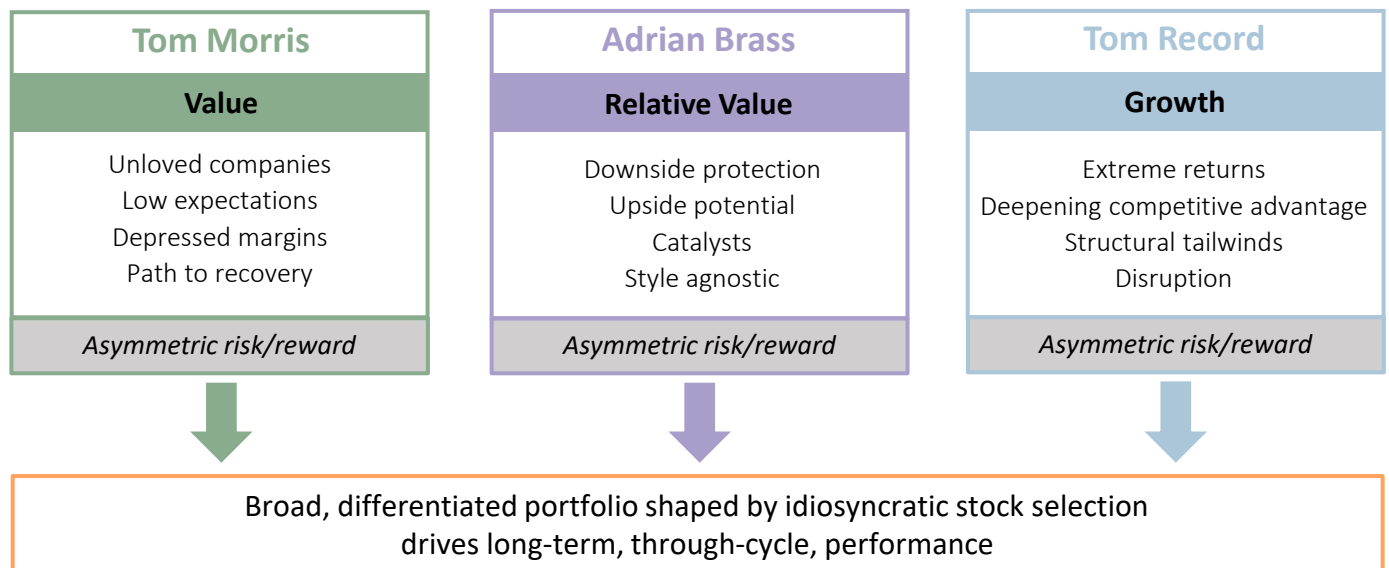 Tom Morris
Value
Unloved companies
Low expectations
Depressed margins
Path to recovery
Asymmetric risk/reward
Adrian Brass
Relative Value
Downside protection
Upside potential
Catalysts
Style agnostic
Asymmetric risk/reward
Tom Record
Growth
Extreme returns
Deepening competitive advantage
Structural tailwinds
Disruption
Asymmetric risk/reward
Broad, differentiated portfolio shaped by idiosyncratic stock selection
drives long-term, through-cycle, performance